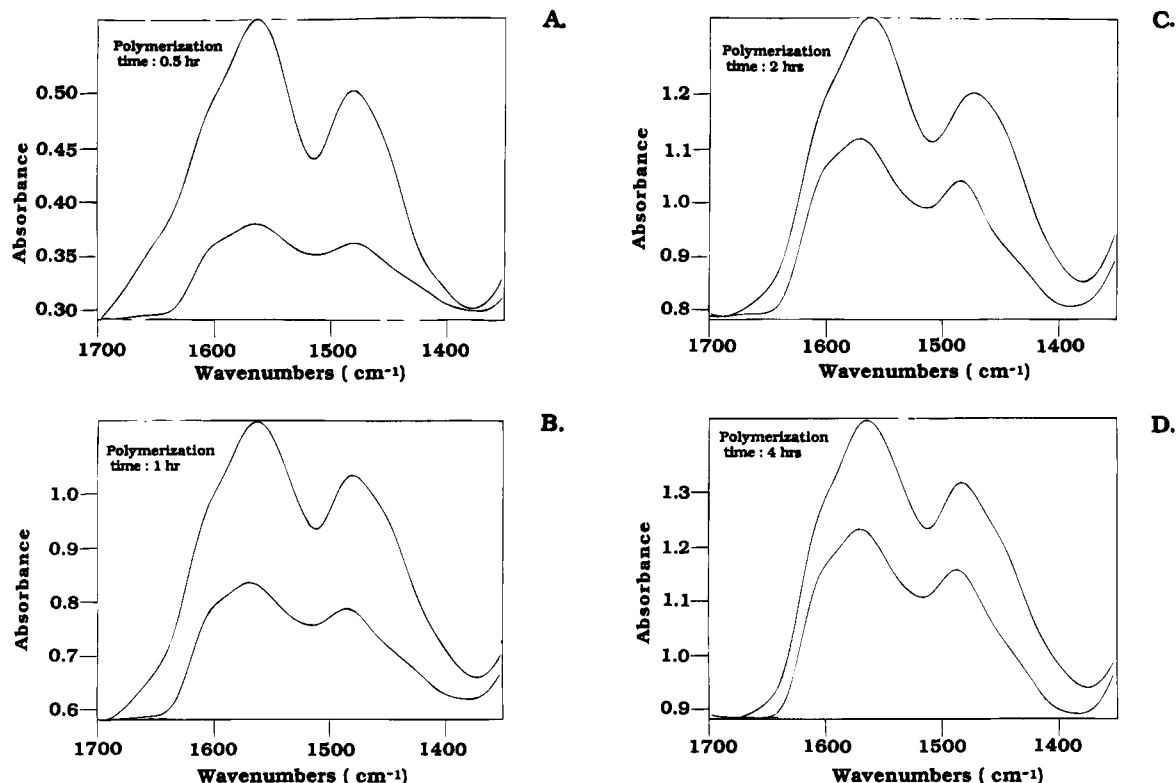 A.
Polymerization
time : 0.5 hr
Absorbance
0.50
0.45
0.40
0.35
0.30
1700 1600 1500 1400
Wavenumbers ( cm-1)
B.
Polymerization
time : 1 hr
Absorbance
1.0
0.9
0.8
0.7
0.6
1700 1600 1500 1400
Wavenumbers ( cm-1)
C.
Polymerization
time : 2 hrs
Absorbance
1.2
1.1
1.0
0.9
0.8
1700 1600 1500 1400
Wavenumbers ( cm-1)
D.
Polymerization
time : 4 hrs
Absorbance
1.3
1.2
1.1
1.0
0.9
1700 1600 1500 1400
Wavenumbers ( cm-1)